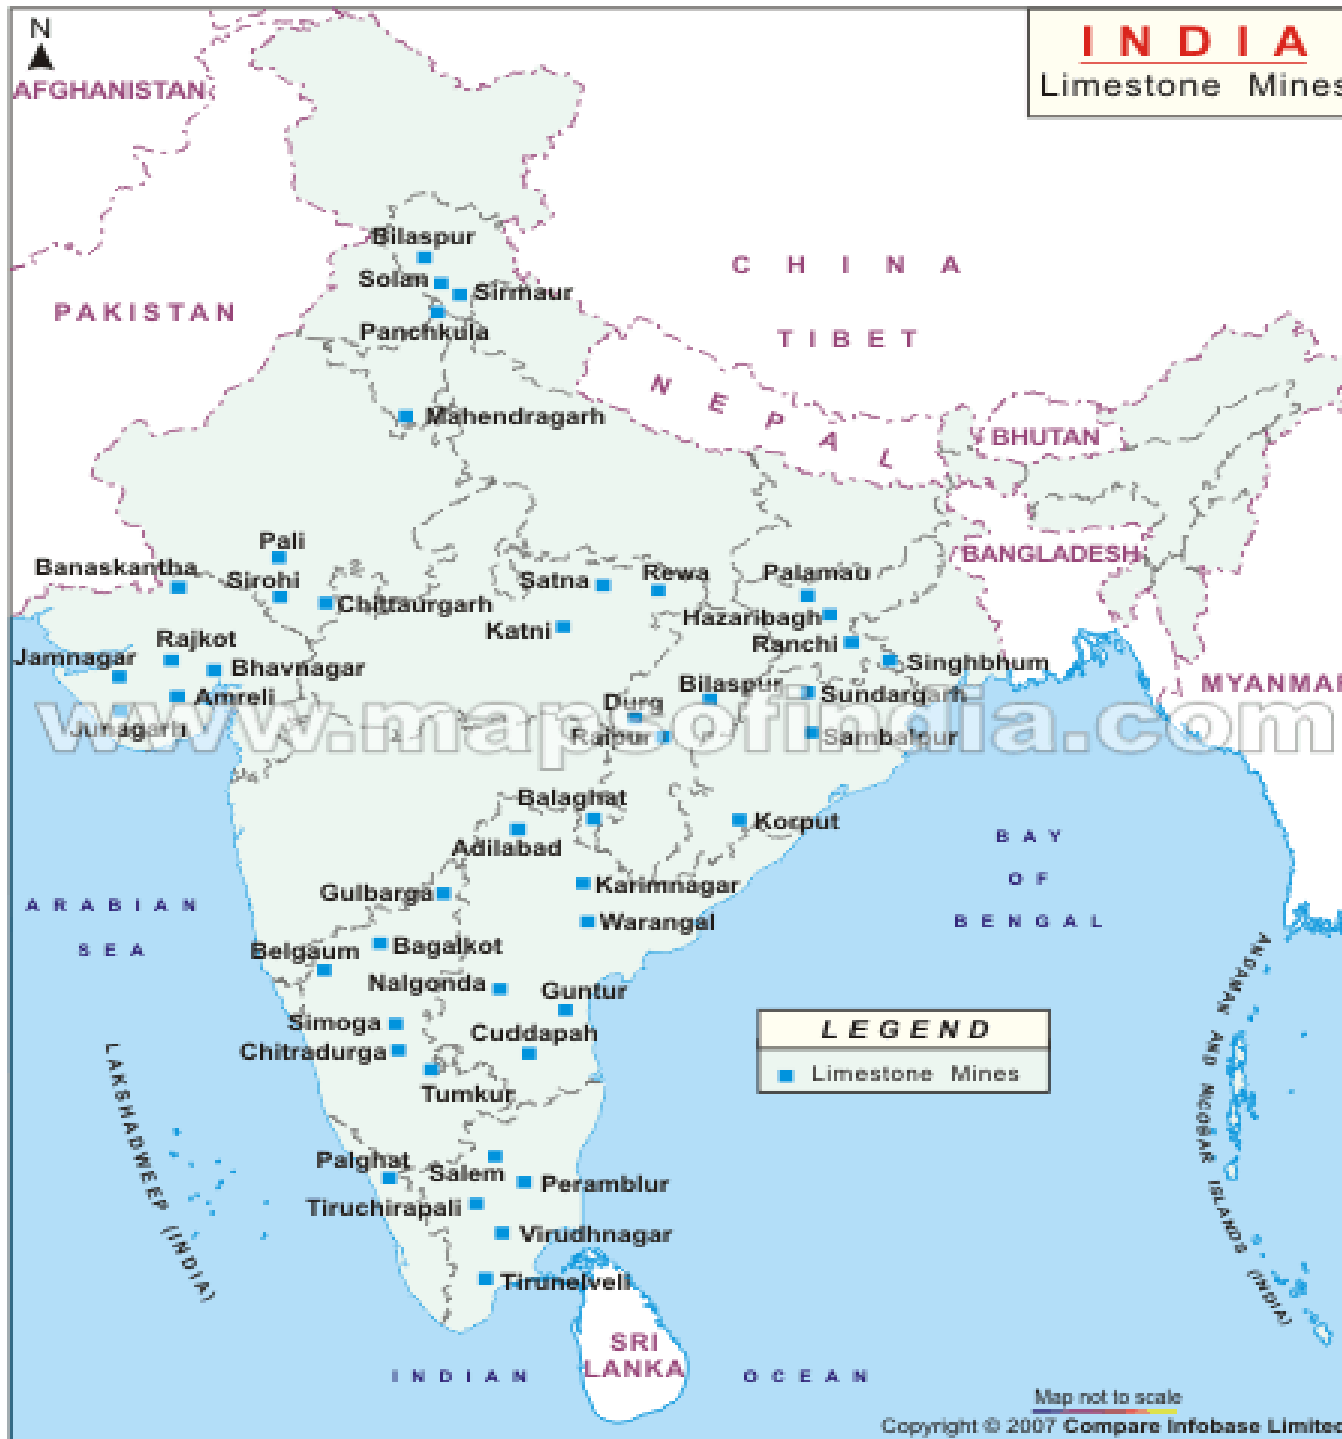 N
INDIA
Limestone Mines
AFGHANISTAN
Bilaspur
Solan
Sirmaur
CHINA
PAKISTAN
Panchkula
TIBET
NEPAL
Mahendragarh
BHUTAN
Pali
BANGLADESH
Banaskantha
Sirohi
Satna
Rewa
Palamau
Chittaurgarh
Hazaribagh
Katni
Rajkot
Ranchi
Jamnagar
Bhavnagar
Singhbhum
Amreli
Durg
Bilaspur
Sundargarh
MYANMAR
www.mapsofindia.com
Junagarh
Raipur
Sambalpur
Balaghat
Korput
Adilabad
BAY
OF
BENGAL
Gulbarga
Karimnagar
ARABIAN
SEA
Warangal
Belgaum
Bagalkot
Nalgonda
Guntur
Simoga
Cuddapah
LEGEND
Limestone Mines
Chitradurga
Tumkur
ANDAMAN AND NICOBAR ISLANDS (INDIA)
LAKSHADWEEP (INDIA)
Palghat
Salem
Peramblur
Tiruchirapali
Virudhnagar
Tirunelveli
SRI
LANKA
INDIAN OCEAN
Map not to scale
Copyright © 2007 Compare Infobase Limited